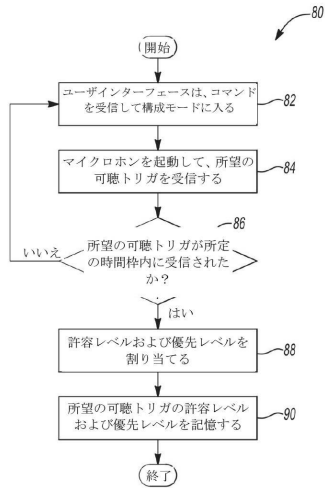 80
開始
ユーザインターフェースは、コマンド
を受信して構成モードに入る
82
マイクロホンを起動して、所望の
可聴トリガを受信する
84
86
所望の可聴トリガが所定
の時間枠内に受信された
か？
いいえ
はい
許容レベルおよび優先レベルを
割り当てる
88
所望の可聴トリガの許容レベル
および優先レベルを記憶する
90
終了